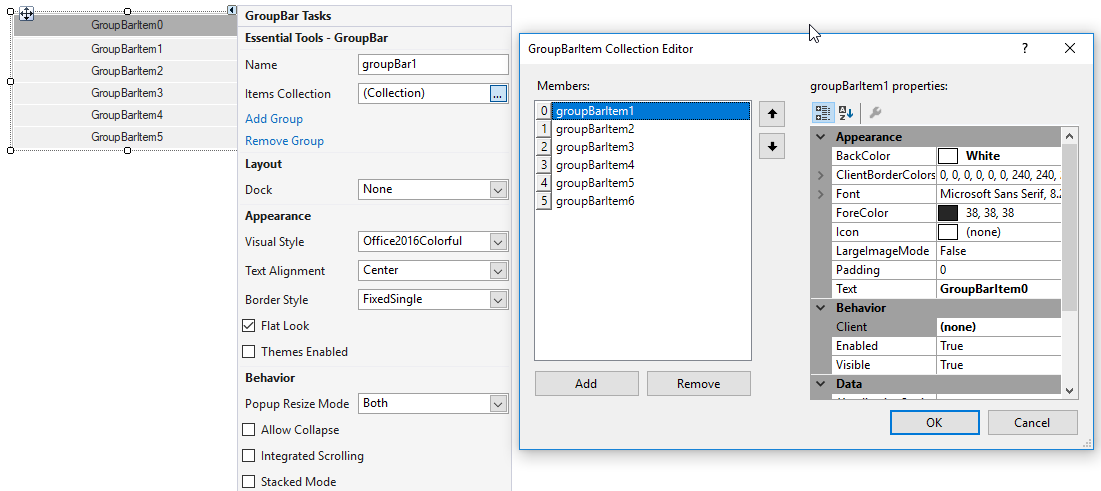 GroupBarItem0
GroupBarItem1
GroupBarItem2
GroupBarItem3
GroupBarItem4
GroupBarItem5
GroupBar Tasks
Essential Tools - GroupBar
Name groupBar1
Items Collection (Collection) ...
Add Group
Remove Group
Layout
Dock None
Appearance
Visual Style Office2016Colorful
Text Alignment Center
Border Style FixedSingle
Flat Look
Themes Enabled
Behavior
Popup Resize Mode Both
Allow Collapse
Integrated Scrolling
Stacked Mode
GroupBarItem Collection Editor ?
Members:
0 groupBarItem1
1 groupBarItem2
2 groupBarItem3
3 groupBarItem4
4 groupBarItem5
5 groupBarItem6
Add Remove
groupBarItem1 properties:
Appearance
BackColor White
ClientBorderColors 0, 0, 0, 0, 0, 0, 240, 240,
Font Microsoft Sans Serif, 8.2
ForeColor 38, 38, 38
Icon (none)
LargeImageMode False
Padding 0
Text GroupBarItem0
Behavior
Client (none)
Enabled True
Visible True
Data
OK Cancel